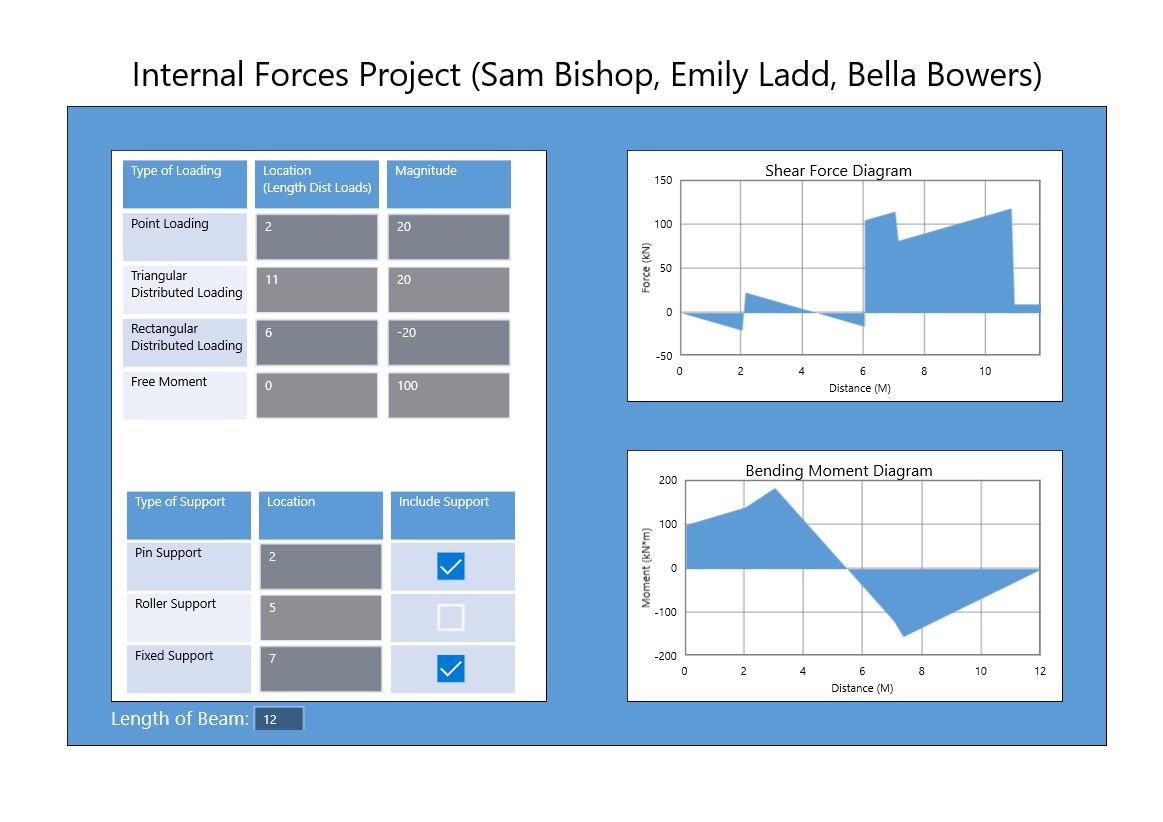 Internal Forces Project (Sam Bishop, Emily Ladd, Bella Bowers)
Type of Loading
Location
(Length Dist Loads)
Magnitude
Point Loading
2
20
Triangular
Distributed Loading
11
20
Rectangular
Distributed Loading
6
-20
Free Moment
0
100
Type of Support
Location
Include Support
Pin Support
2
Roller Support
5
Fixed Support
7
Length of Beam:
12
Shear Force Diagram
150
100
50
0
-50
Force (kN)
0
2
4
6
8
10
Distance (M)
Bending Moment Diagram
200
100
0
-100
-200
Moment (kN*m)
0
2
4
6
8
10
12
Distance (M)